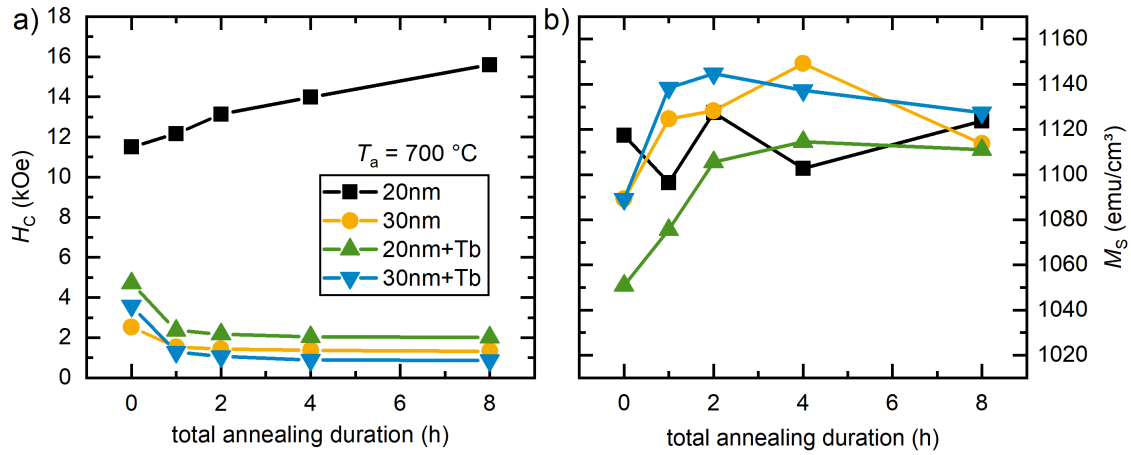 a)
18
16
14
12
10
8
6
4
2
0
H_C (kOe)
T_a = 700 °C
20nm
30nm
20nm+Tb
30nm+Tb
0 2 4 6 8
total annealing duration (h)
b)
1160
1140
1120
1100
1080
1060
1040
1020
M_S (emu/cm³)
0 2 4 6 8
total annealing duration (h)